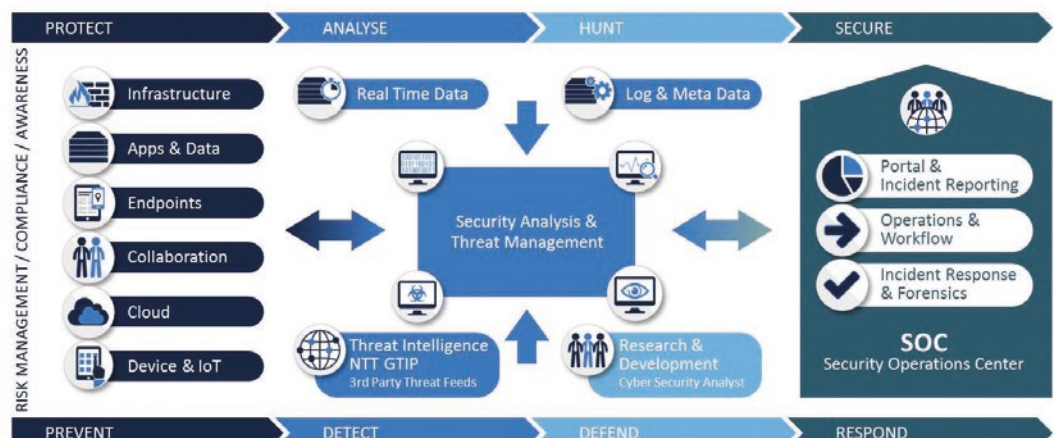 PROTECT
ANALYSE
HUNT
SECURE
RISK MANAGEMENT / COMPLIANCE / AWARENESS
Infrastructure
Apps & Data
Endpoints
Collaboration
Cloud
Device & IoT
Real Time Data
Log & Meta Data
Security Analysis &
Threat Management
Threat Intelligence
NTT GTIP
3rd Party Threat Feeds
Research &
Development
Cyber Security Analyst
Portal &
Incident Reporting
Operations &
Workflow
Incident Response
& Forensics
SOC
Security Operations Center
PREVENT
DETECT
DEFEND
RESPOND